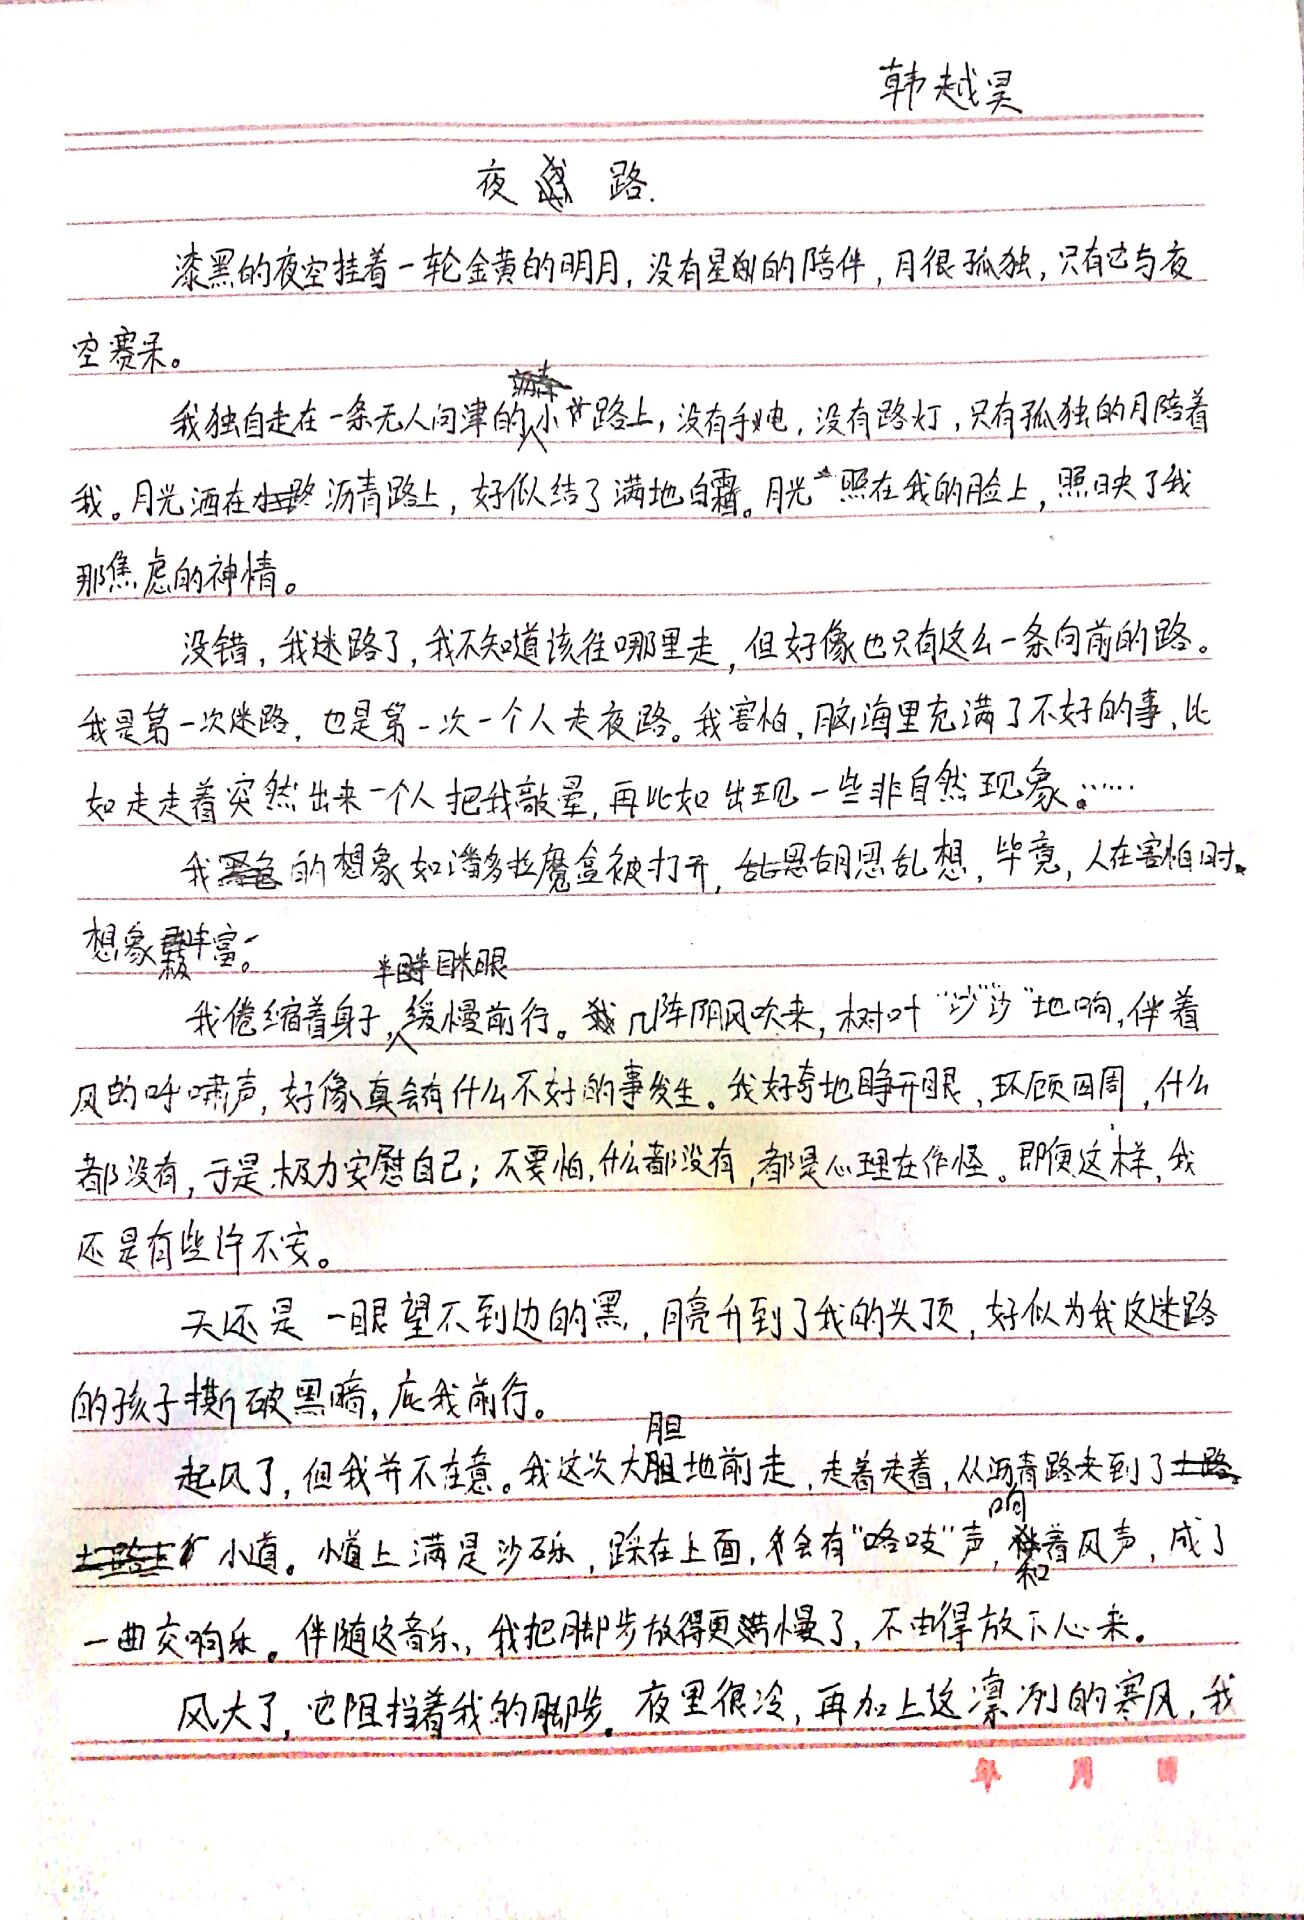 韩越昊
夜路.
漆黑的夜空挂着一轮金黄的明月，没有星的陪伴，月很孤独，只有它与夜
空赛呆。
我独自走在一条无人问津的小路上，没有手电，没有路灯，只有孤独的月陪着
我。月光洒在沥青路上，好似结了满地白霜。月光照在我的脸上，照映了我
那焦虑的神情。
没错，我迷路了，我不知道该往哪里走，但好像也只有这么一条向前的路。
我是第一次迷路，也是第一次一个人走夜路。我害怕，脑海里充满了不好的事，比
如走走着突然出来一个人把我敲晕，再比如出现一些非自然现象……
我的想象如潘多拉魔盒被打开，胡思乱想，毕竟，人在害怕时，
想象最丰富。
半眯眼
我倦缩着身子，缓慢前行。几阵阴风吹来，树叶“沙沙”地响，伴着
风的呼啸声，好像真会有什么不好的事发生。我好奇地睁开眼，环顾四周，什么
都没有，于是极力安慰自己；不要怕，什么都没有，都是心理在作怪。即便这样，我
还是有些许不安。
天还是一眼望不到边的黑，月亮升到了我的头顶，好似为我这迷路
的孩子撕破黑暗，庇我前行。
胆
起风了，但我并不在意。我这次大胆地前走，走着走着，从沥青路来到了
响
小道。小道上满是沙砾，踩在上面，会有“咯吱”声，着风声，成了
和
一曲交响乐。伴随这音乐，我把脚步放得更慢了，不由得放下心来。
风大了，它阻挡着我的脚步。夜里很冷，再加上这凛冽的寒风，我
年 月 日